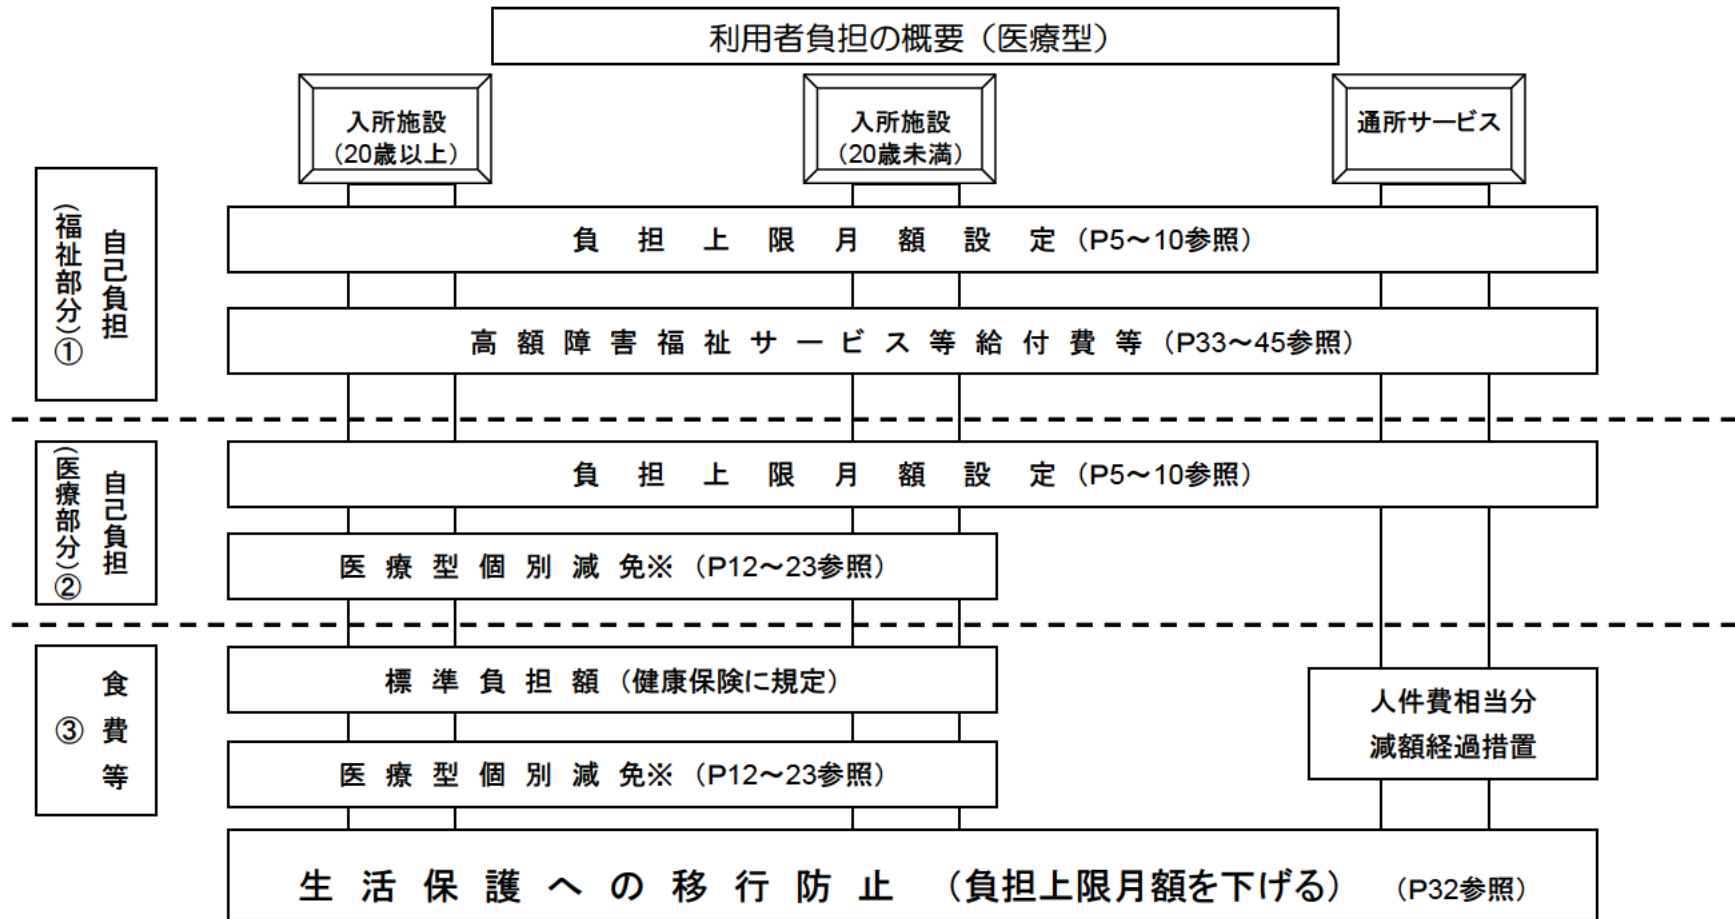 利用者負担の概要（医療型）
入所施設
（20歳以上）
入所施設
（20歳未満）
通所サービス
自己負担
（福祉部分）①
負担上限月額設定（P5～10参照）
高額障害福祉サービス等給付費等（P33～45参照）
自己負担
（医療部分）②
負担上限月額設定（P5～10参照）
医療型個別減免※（P12～23参照）
食費等
③
標準負担額（健康保険に規定）
人件費相当分
減額経過措置
医療型個別減免※（P12～23参照）
生活保護への移行防止（負担上限月額を下げる）（P32参照）